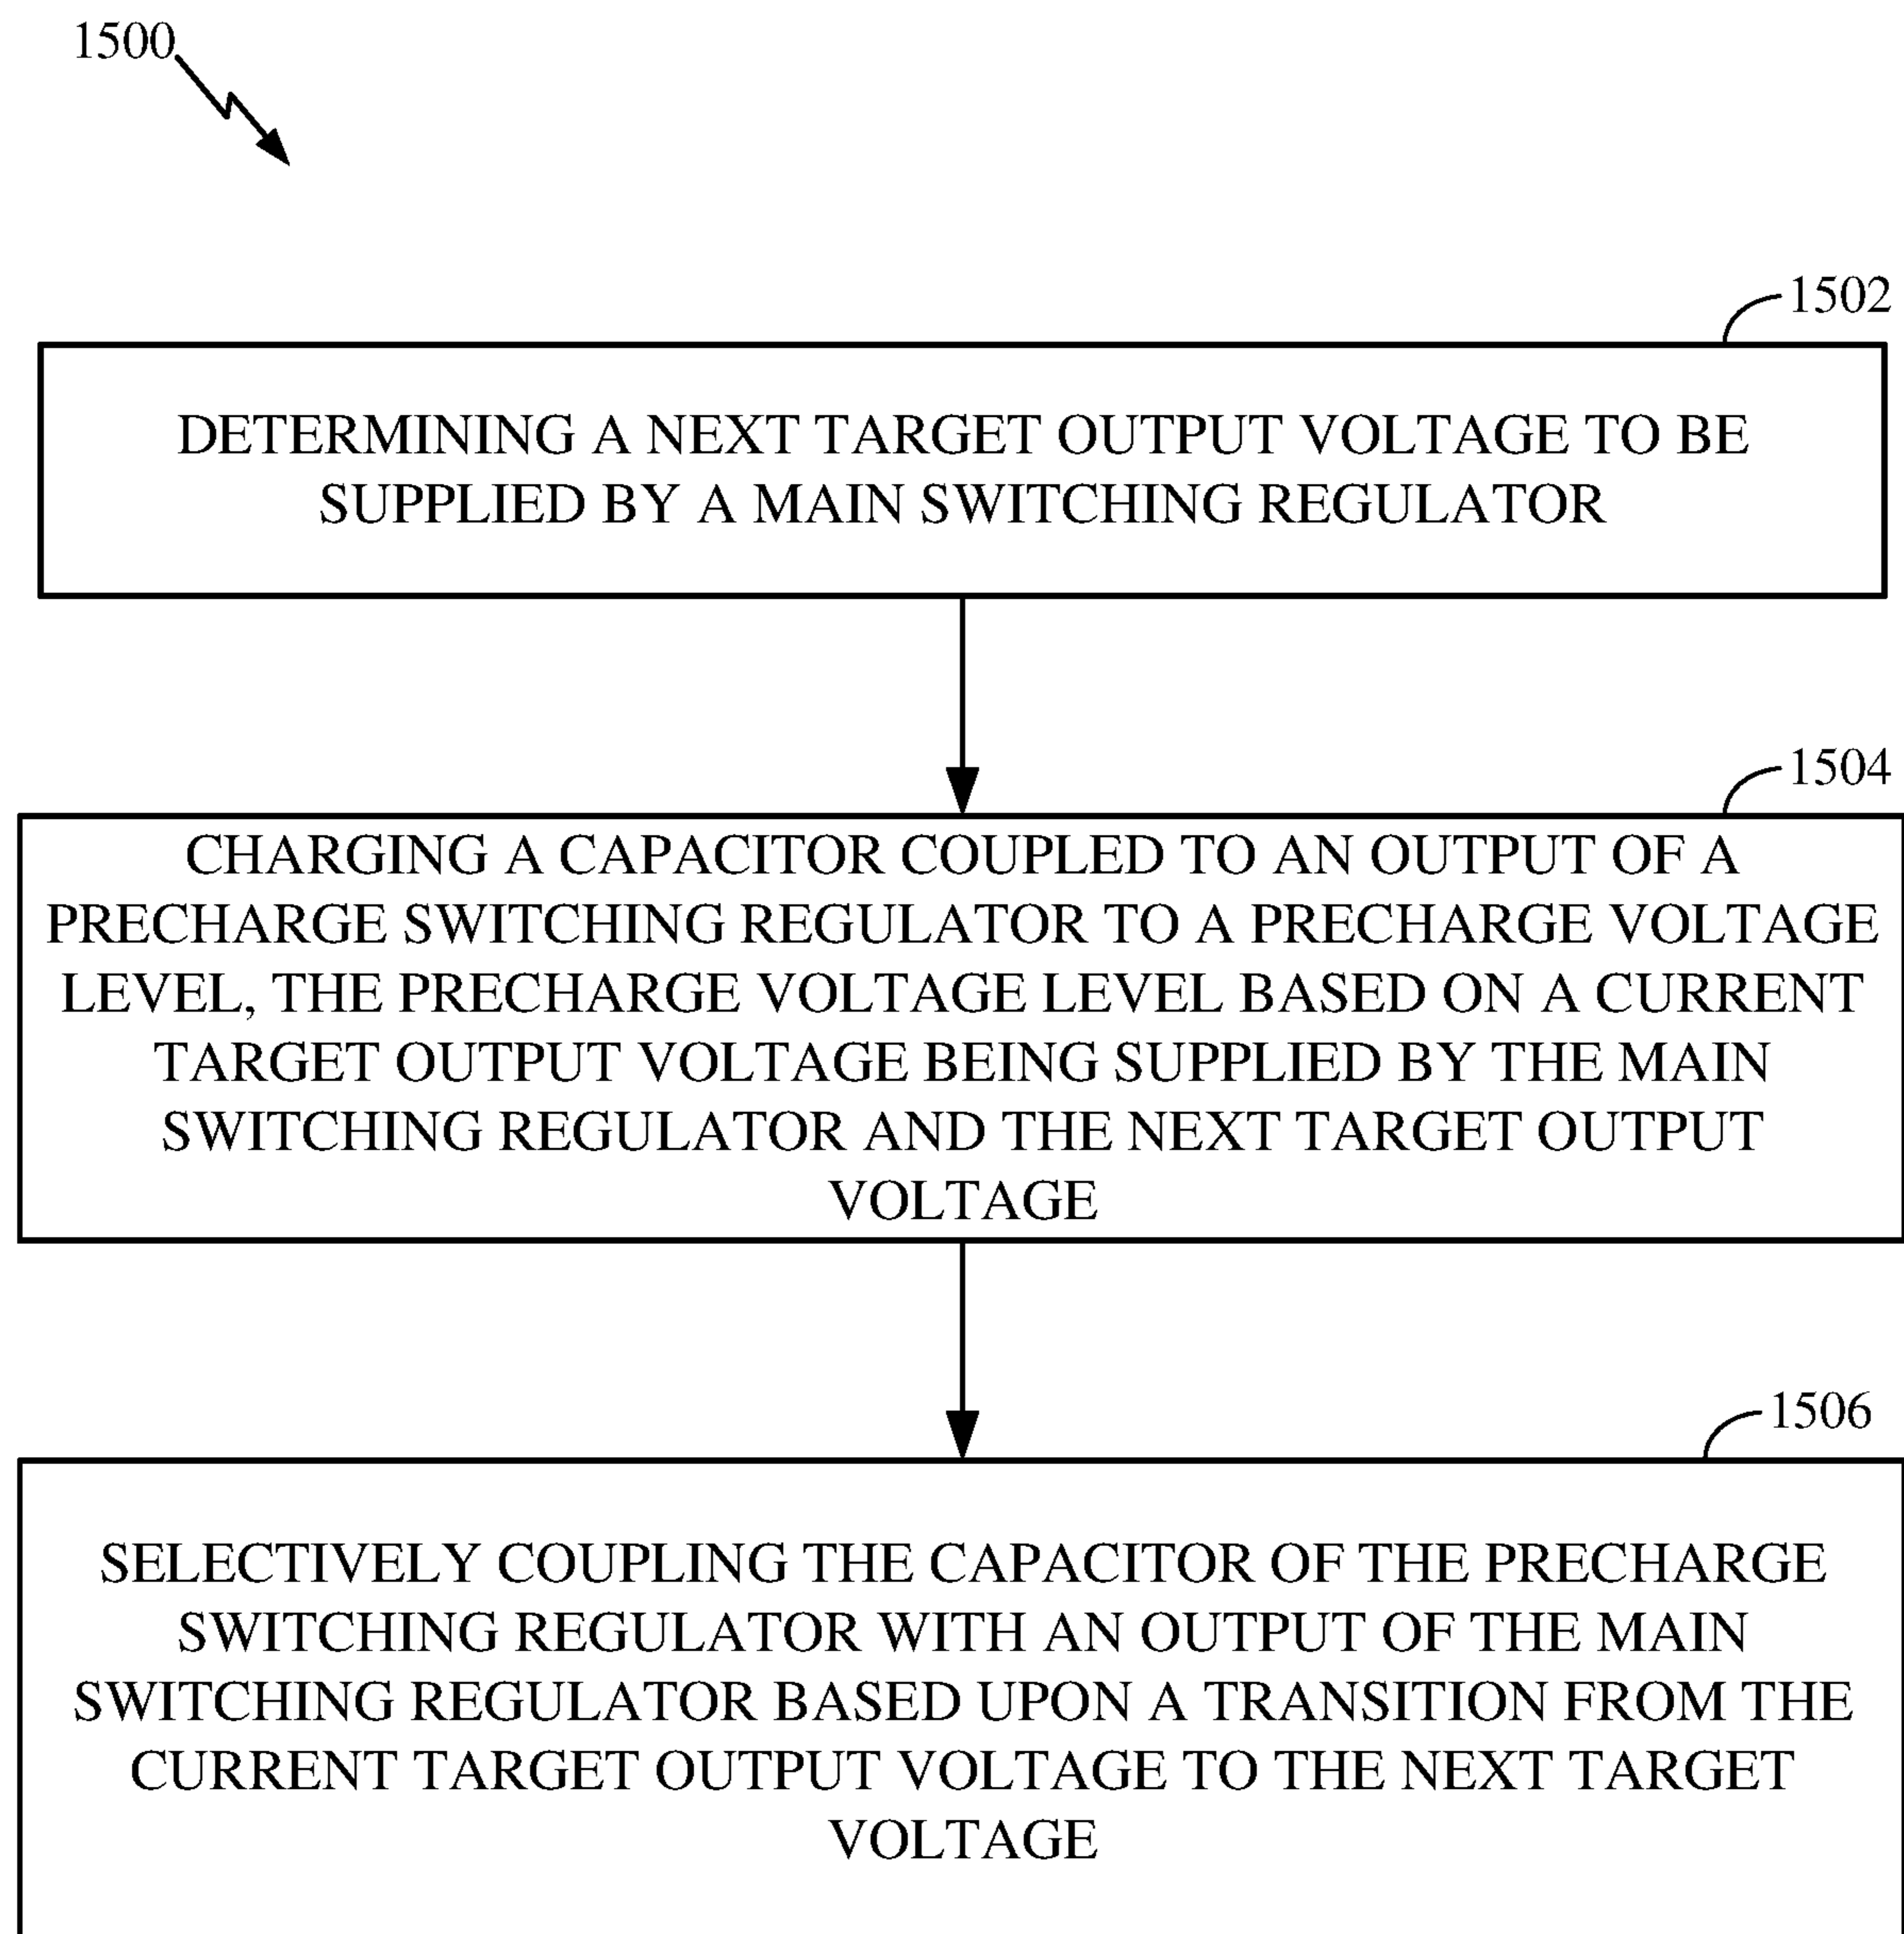 1500
1502
DETERMINING A NEXT TARGET OUTPUT VOLTAGE TO BE
SUPPLIED BY A MAIN SWITCHING REGULATOR
1504
CHARGING A CAPACITOR COUPLED TO AN OUTPUT OF A
PRECHARGE SWITCHING REGULATOR TO A PRECHARGE VOLTAGE
LEVEL, THE PRECHARGE VOLTAGE LEVEL BASED ON A CURRENT
TARGET OUTPUT VOLTAGE BEING SUPPLIED BY THE MAIN
SWITCHING REGULATOR AND THE NEXT TARGET OUTPUT
VOLTAGE
1506
SELECTIVELY COUPLING THE CAPACITOR OF THE PRECHARGE
SWITCHING REGULATOR WITH AN OUTPUT OF THE MAIN
SWITCHING REGULATOR BASED UPON A TRANSITION FROM THE
CURRENT TARGET OUTPUT VOLTAGE TO THE NEXT TARGET
VOLTAGE